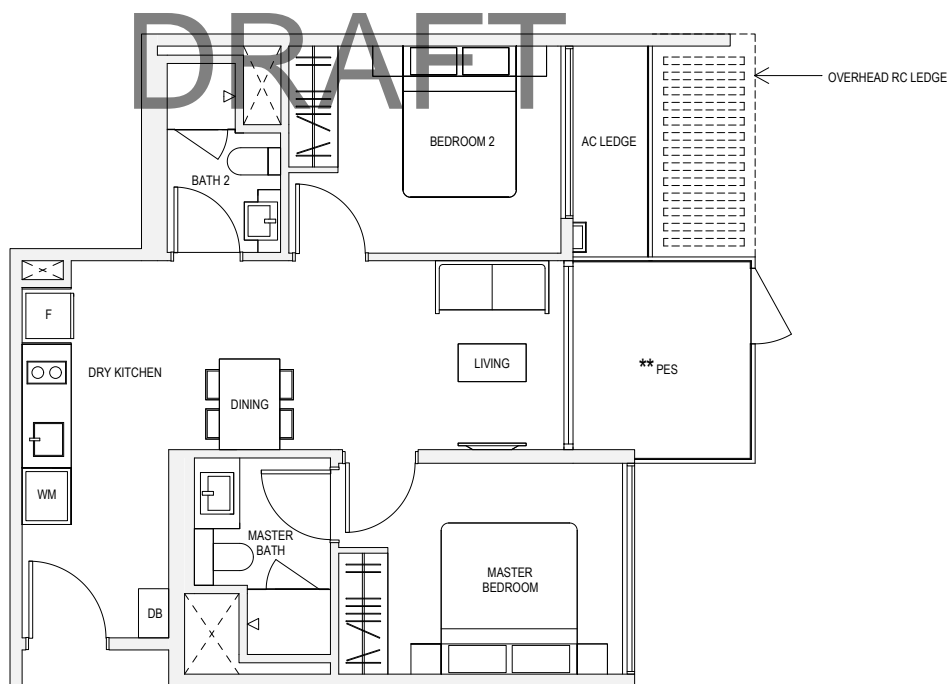 DRAFT
OVERHEAD RC LEDGE
BEDROOM 2
AC LEDGE
BATH 2
F
DRY KITCHEN
LIVING
** PES
DINING
WM
MASTER
BATH
MASTER
BEDROOM
DB
x
x